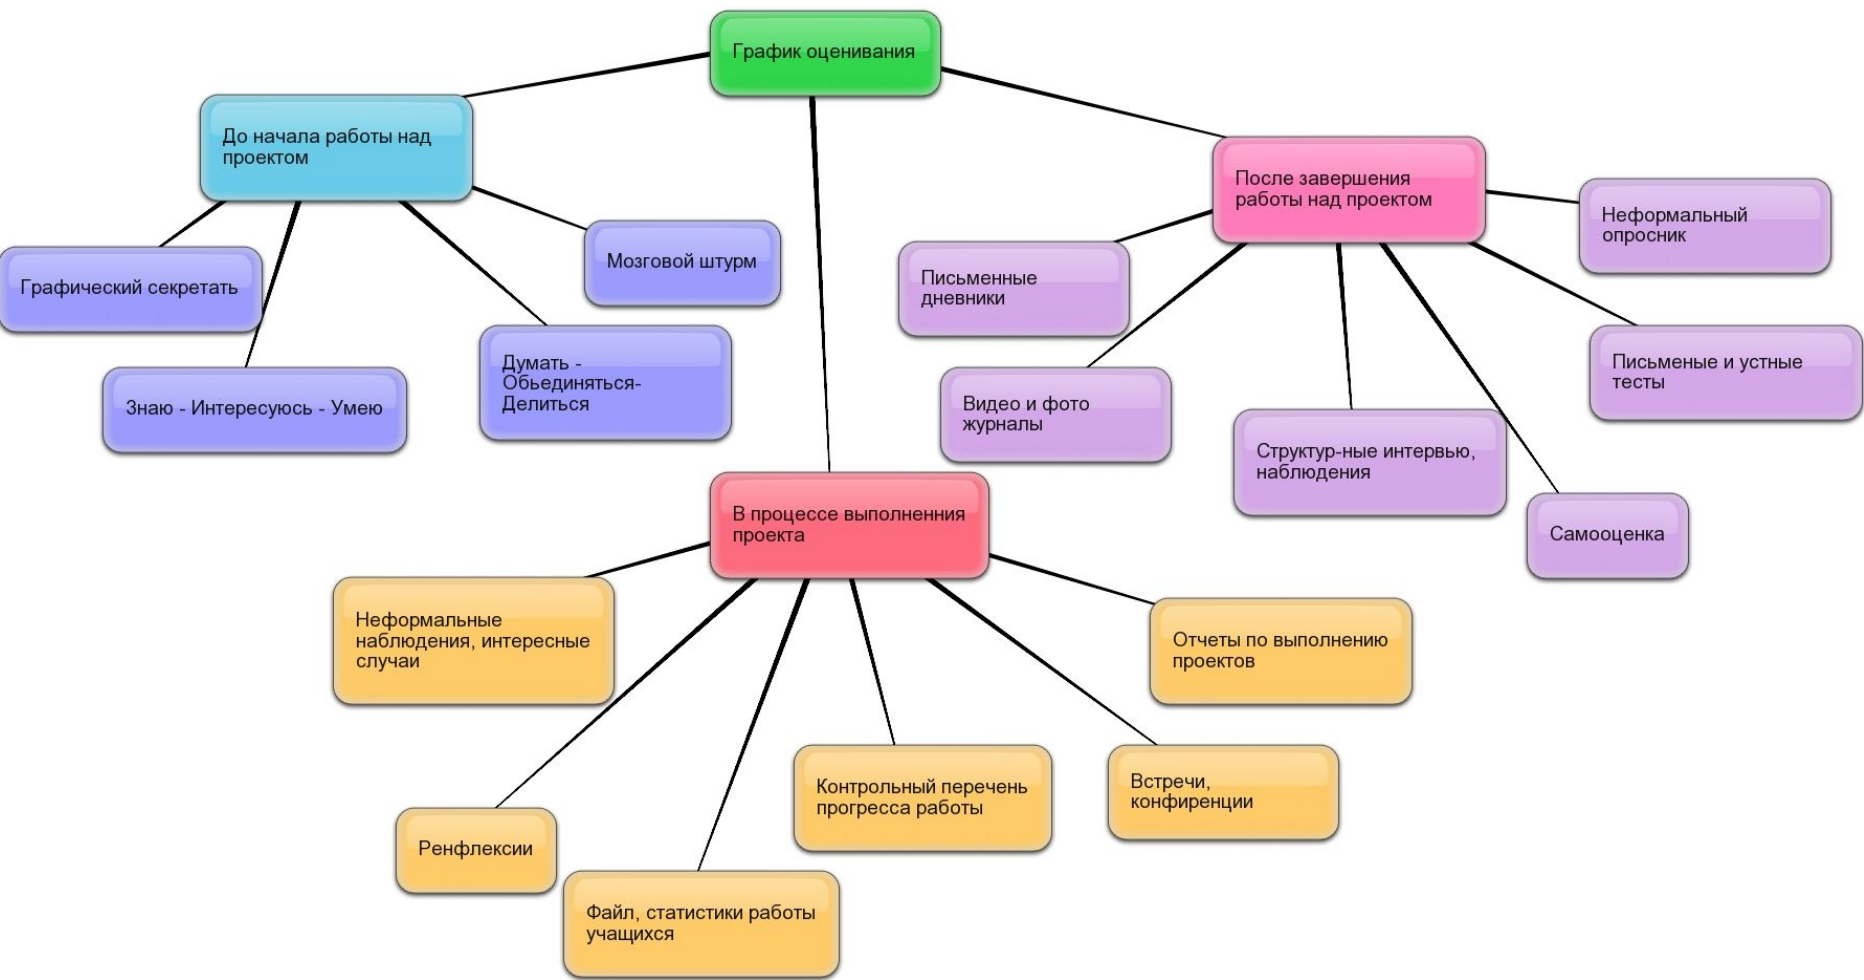 График оценивания
До начала работы над
проектом
Графический секретать
Знаю - Интересуюсь - Умею
Думать -
Обьединяться-
Делиться
Мозговой штурм
После завершения
работы над проектом
Письменные
дневники
Видео и фото
журналы
Структур-ные интервью,
наблюдения
Самооценка
Письменые и устные
тесты
Неформальный
опросник
В процессе выполненния
проекта
Неформальные
наблюдения, интересные
случаи
Ренфлексии
Файл, статистики работы
учащихся
Контрольный перечень
прогресса работы
Встречи,
конфиренции
Отчеты по выполнению
проектов